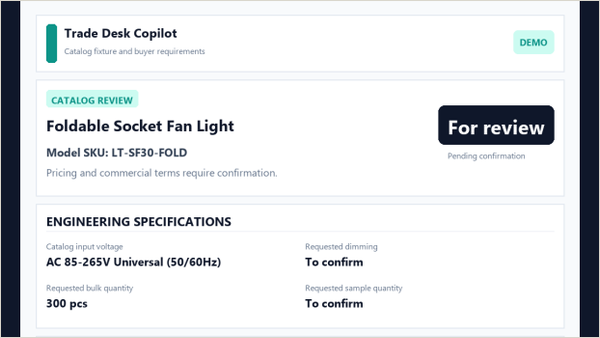 Trade Desk Copilot
Catalog fixture and buyer requirements
DEMO
CATALOG REVIEW
Foldable Socket Fan Light
Model SKU: LT-SF30-FOLD
Pricing and commercial terms require confirmation.
For review
Pending confirmation
ENGINEERING SPECIFICATIONS
Catalog input voltage
AC 85-265V Universal (50/60Hz)
Requested dimming
To confirm
Requested bulk quantity
300 pcs
Requested sample quantity
To confirm